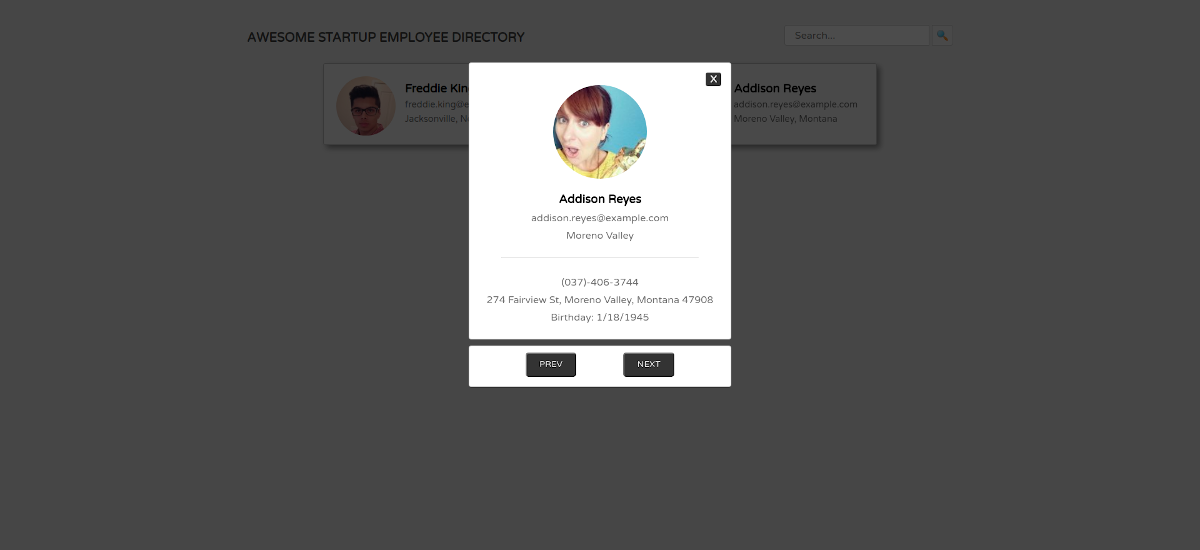 AWESOME STARTUP EMPLOYEE DIRECTORY
Search...
X
Freddie
freddie.king@e
Jacksonville,
Addison Reyes
addison.reyes@example.com
Moreno Valley, Montana
Addison Reyes
addison.reyes@example.com
Moreno Valley
(037)-406-3744
274 Fairview St, Moreno Valley, Montana 47908
Birthday: 1/18/1945
PREV
NEXT